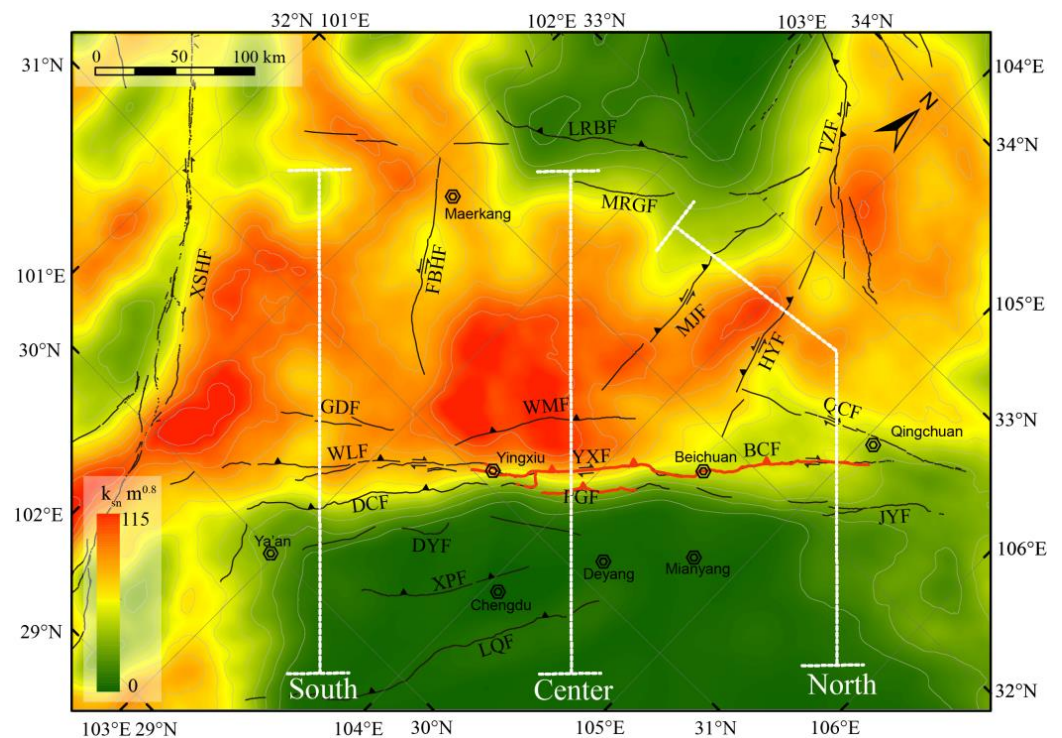 32°N 101°E 102°E 33°N 103°E 34°N
0 50 100 km
31°N
104°E
N
TZF
LRBF
34°N
MRGF
Maerkang
101°E
XSHF
FBHF
105°E
MJF
30°N
HYF
GDF
WMF
33°N
Qingchuan
WLF
Yingxiu
YXF
Beichuan
BCF
ksn m0.8
115
DCF
JYF
102°E
Ya'an
DYF
Deyang
Mianyang
106°E
XPF
Chengdu
29°N
LQF
0
South
Center
North
32°N
103°E 29°N 104°E 30°N 105°E 31°N 106°E